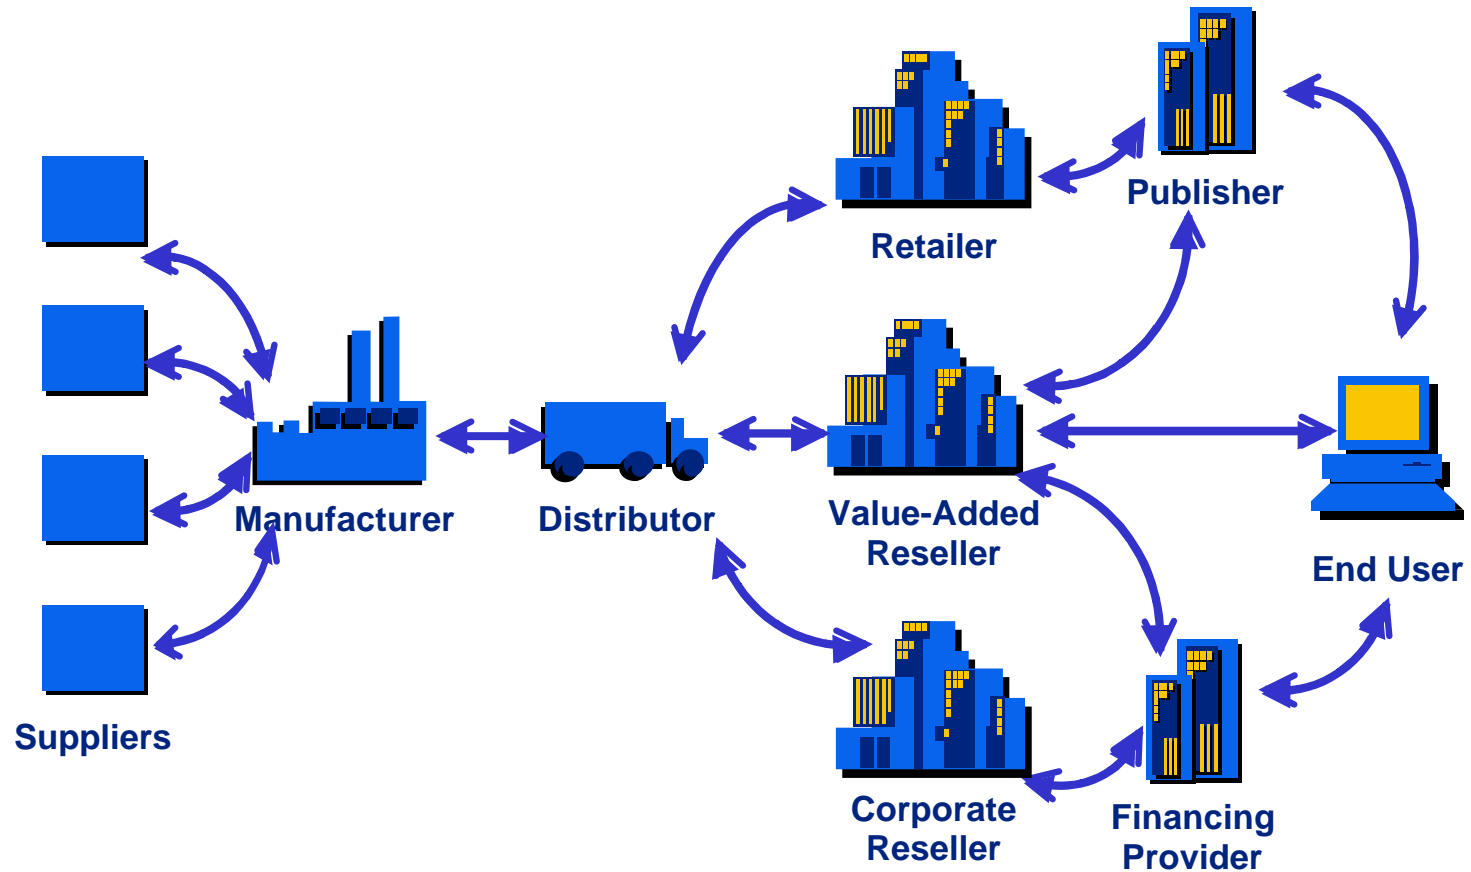 Publisher
Retailer
Manufacturer
Distributor
Value-Added
Reseller
End User
Suppliers
Corporate
Reseller
Financing
Provider